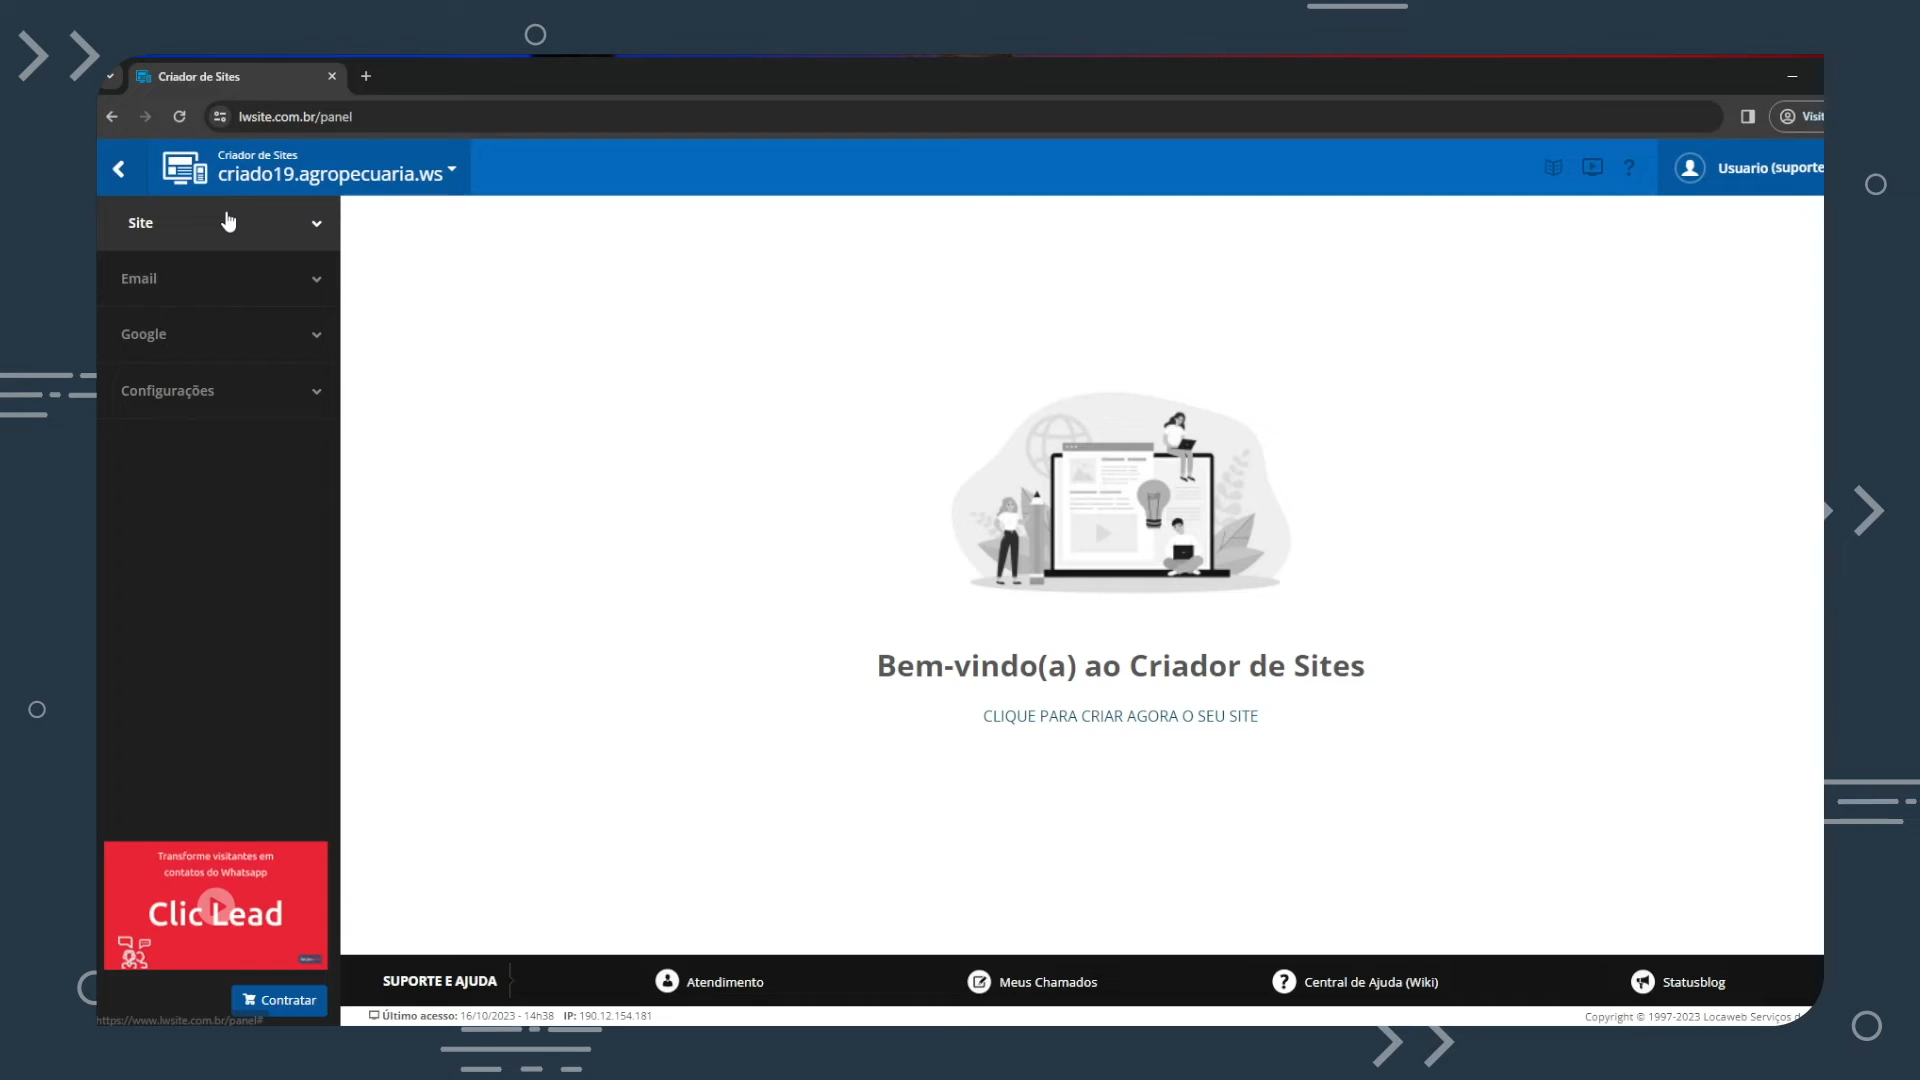 Criador de Sites
lwsite.com.br/panel
Criador de Sites
criado19.agropecuaria.ws
Usuario (suporte
Site
Email
Google
Configurações
Bem-vindo(a) ao Criador de Sites
CLIQUE PARA CRIAR AGORA O SEU SITE
Transforme visitantes em
contatos do Whatsapp
Clic Lead
Contratar
https://www.lwsite.com.br/panel#
SUPORTE E AJUDA
Atendimento
Meus Chamados
Central de Ajuda (Wiki)
Statusblog
Último acesso: 16/10/2023 - 14h38 IP: 190.12.154.181
Copyright © 1997-2023 Locaweb Serviços